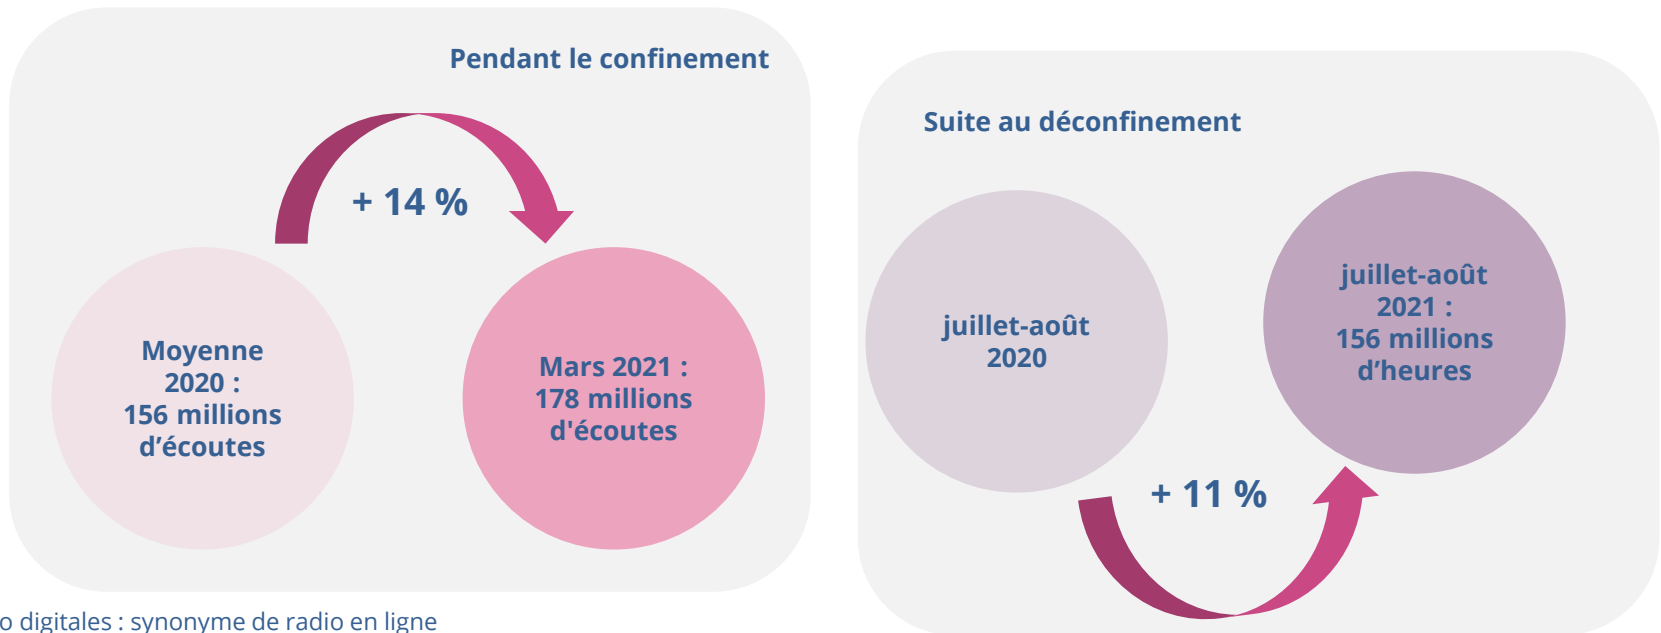 Pendant le confinement
+ 14 %
Moyenne
2020 :
156 millions
d’écoutes
Mars 2021 :
178 millions
d'écoutes
Suite au déconfinement
juillet-août
2020
juillet-août
2021 :
156 millions
d’heures
+ 11 %
digitales : synonyme de radio en ligne